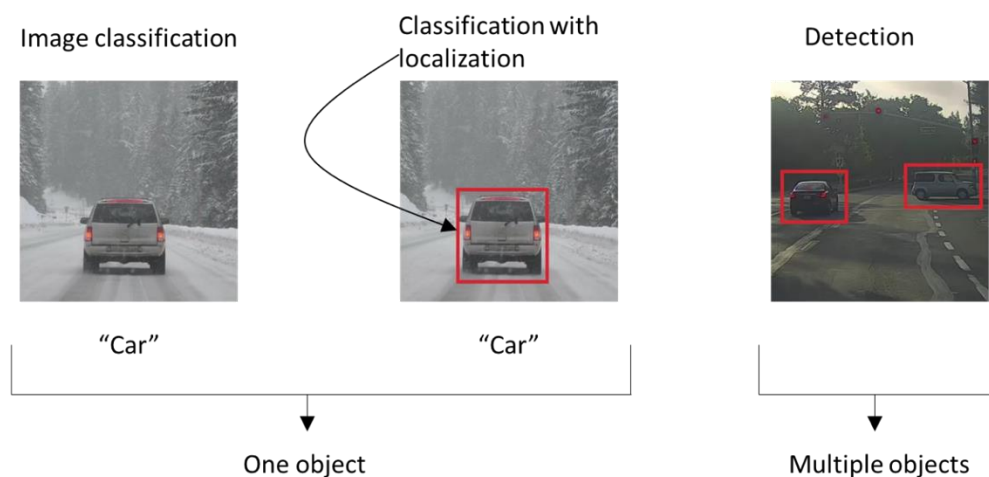 Image classification
Classification with
localization
Detection
“Car”
“Car”
One object
Multiple objects